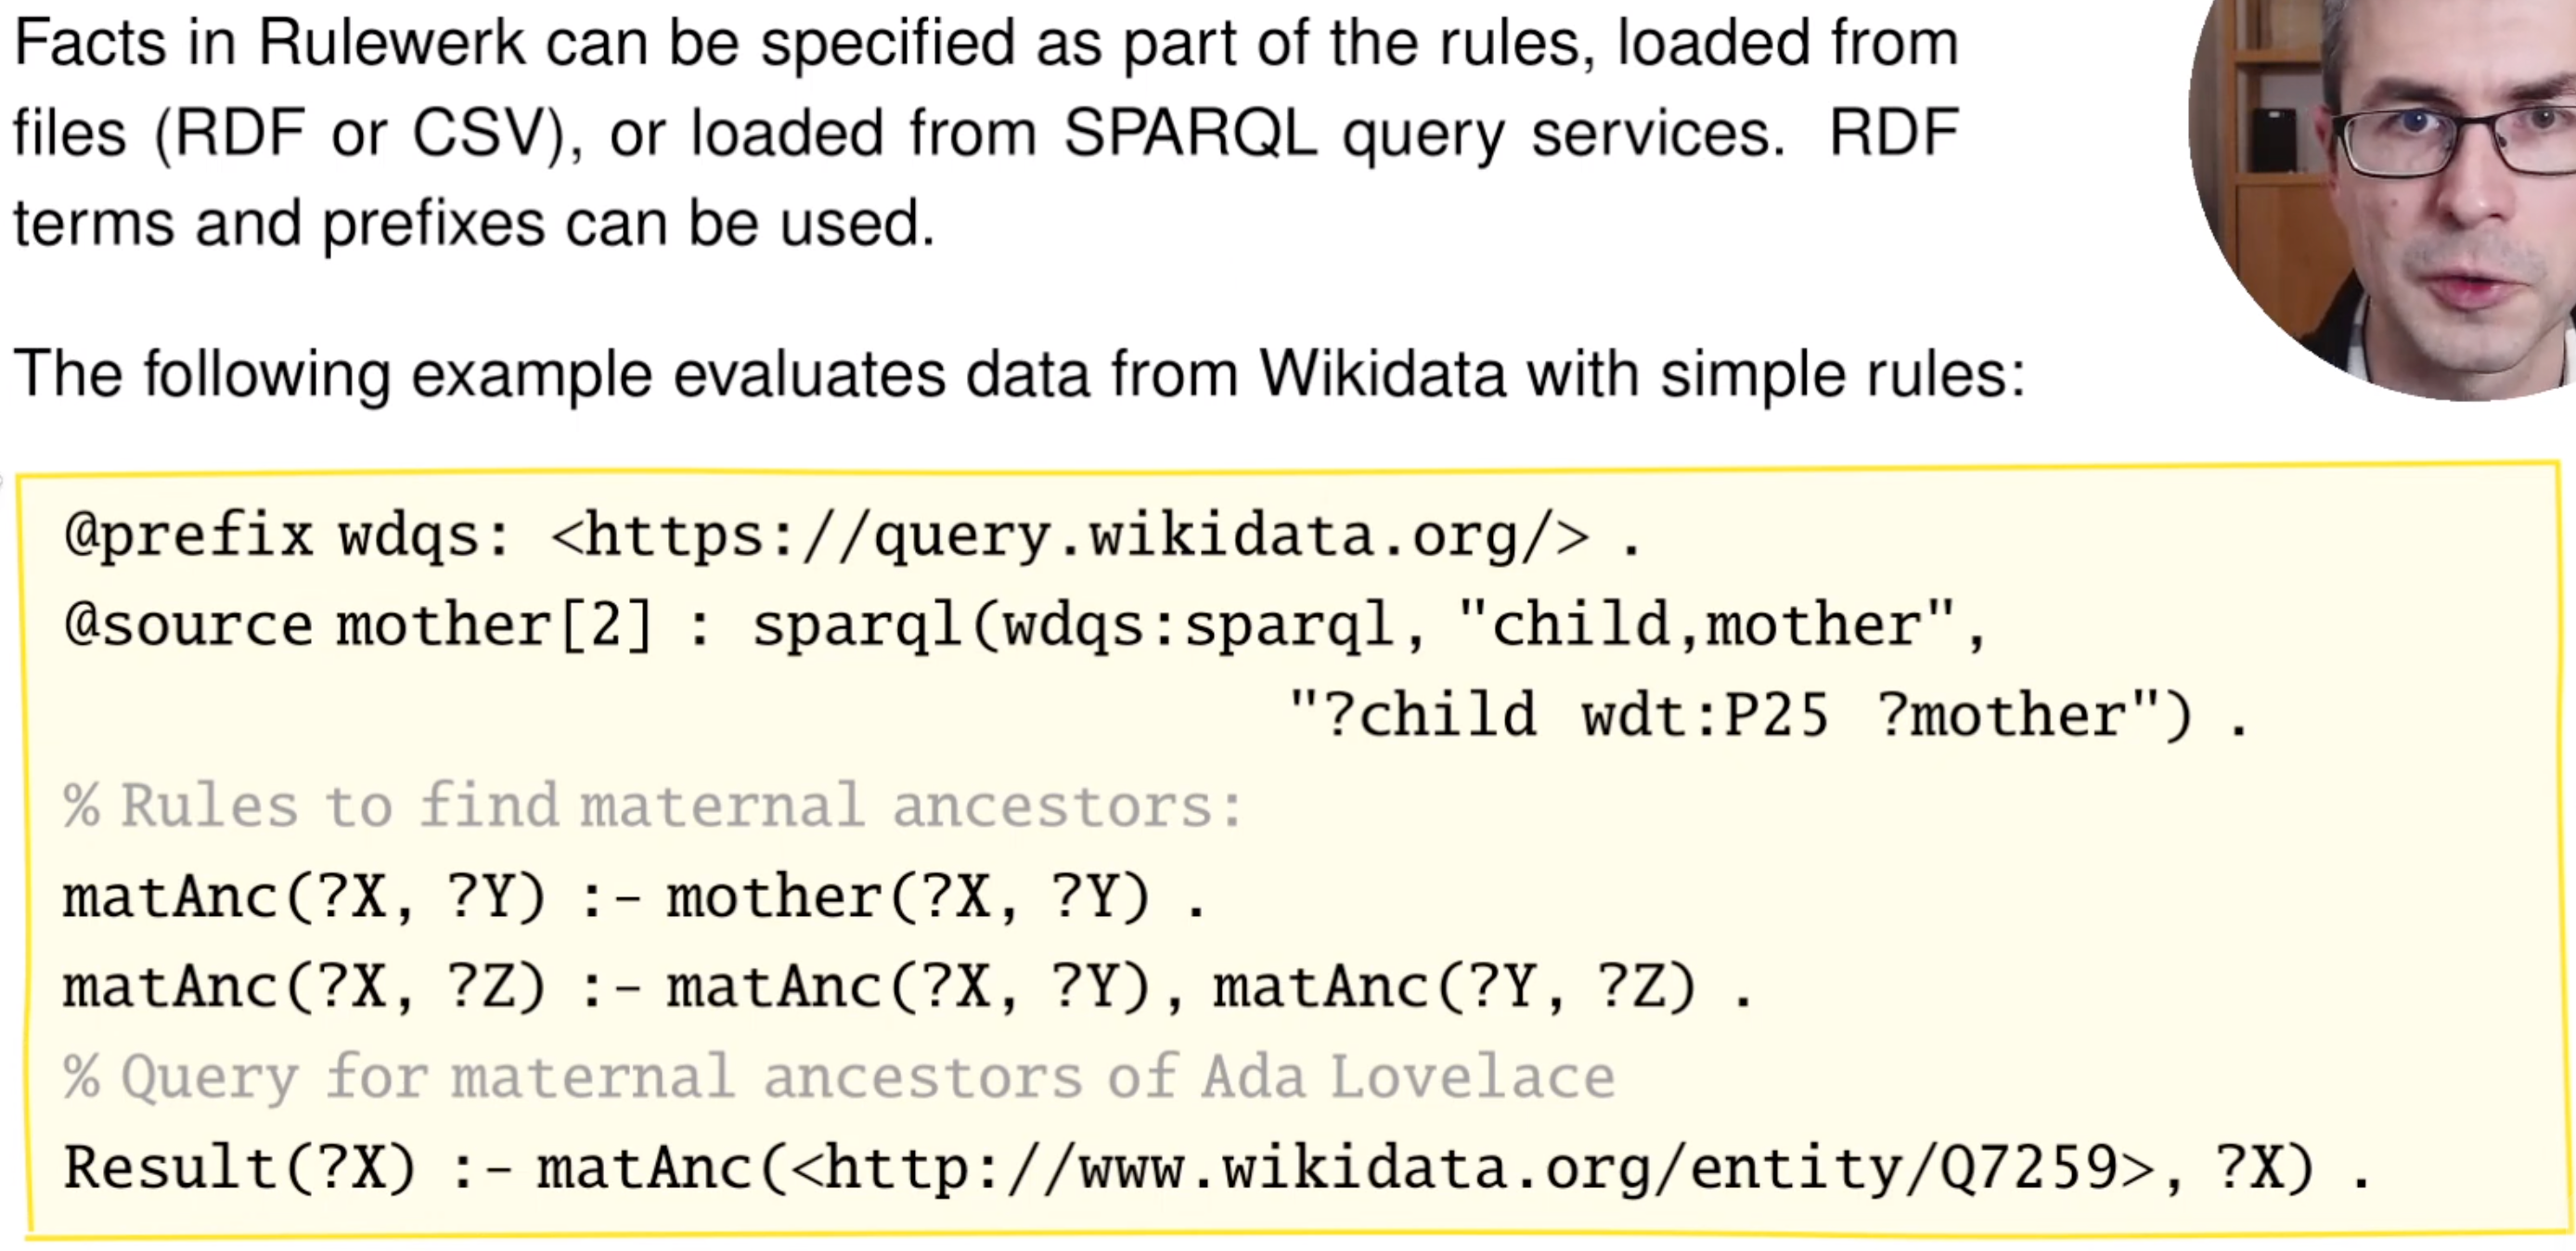 Facts in Rulewerk can be specified as part of the rules, loaded from
files (RDF or CSV), or loaded from SPARQL query services. RDF
terms and prefixes can be used.
The following example evaluates data from Wikidata with simple rules:
@prefix wdqs: <https://query.wikidata.org/> .
@source mother[2] : sparql(wdqs:sparql, "child,mother",
"?child wdt:P25 ?mother") .
% Rules to find maternal ancestors:
matAnc(?X, ?Y) :- mother(?X, ?Y) .
matAnc(?X, ?Z) :- matAnc(?X, ?Y), matAnc(?Y, ?Z) .
% Query for maternal ancestors of Ada Lovelace
Result(?X) :- matAnc(<http://www.wikidata.org/entity/Q7259>, ?X) .